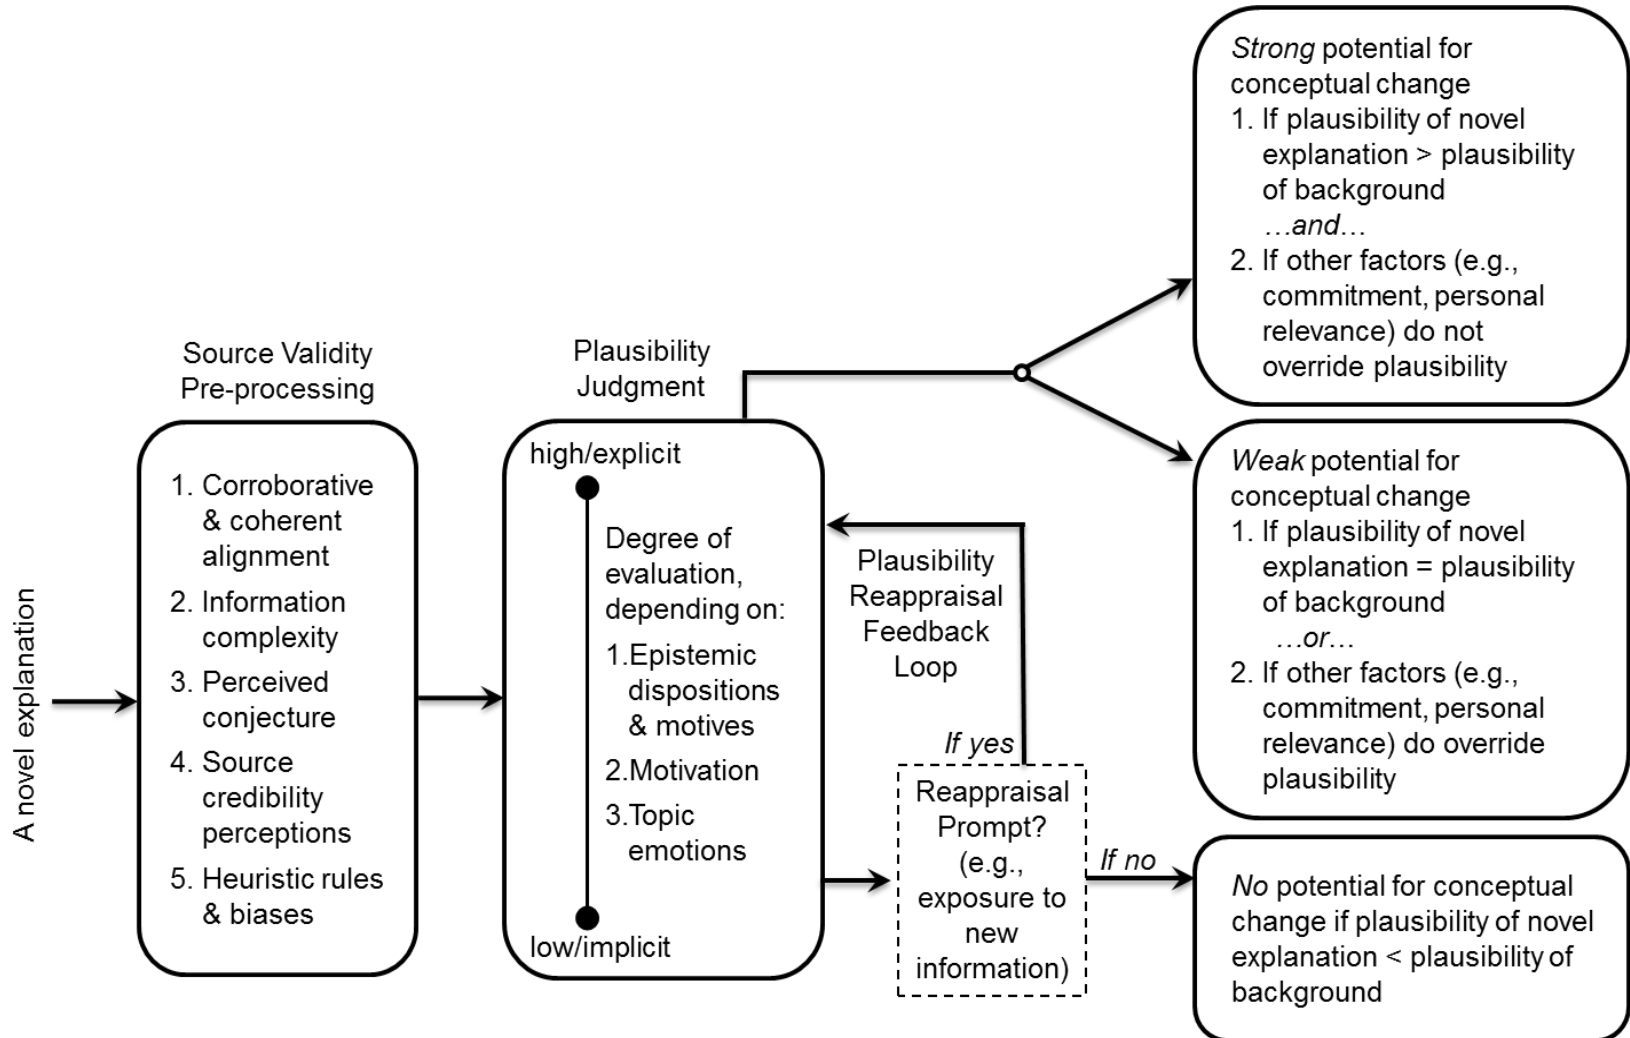 A novel explanation
Source Validity
Pre-processing
1. Corroborative
& coherent
alignment
2. Information
complexity
3. Perceived
conjecture
4. Source
credibility
perceptions
5. Heuristic rules
& biases
Plausibility
Judgment
high/explicit
Degree of
evaluation,
depending on:
1.Epistemic
dispositions
& motives
2.Motivation
3.Topic
emotions
low/implicit
Plausibility
Reappraisal
Feedback
Loop
If yes
Reappraisal
Prompt?
(e.g.,
exposure to
new
information)
If no
Strong potential for
conceptual change
1. If plausibility of novel
explanation > plausibility
of background
…and…
2. If other factors (e.g.,
commitment, personal
relevance) do not
override plausibility
Weak potential for
conceptual change
1. If plausibility of novel
explanation = plausibility
of background
…or…
2. If other factors (e.g.,
commitment, personal
relevance) do override
plausibility
No potential for conceptual
change if plausibility of novel
explanation < plausibility of
background